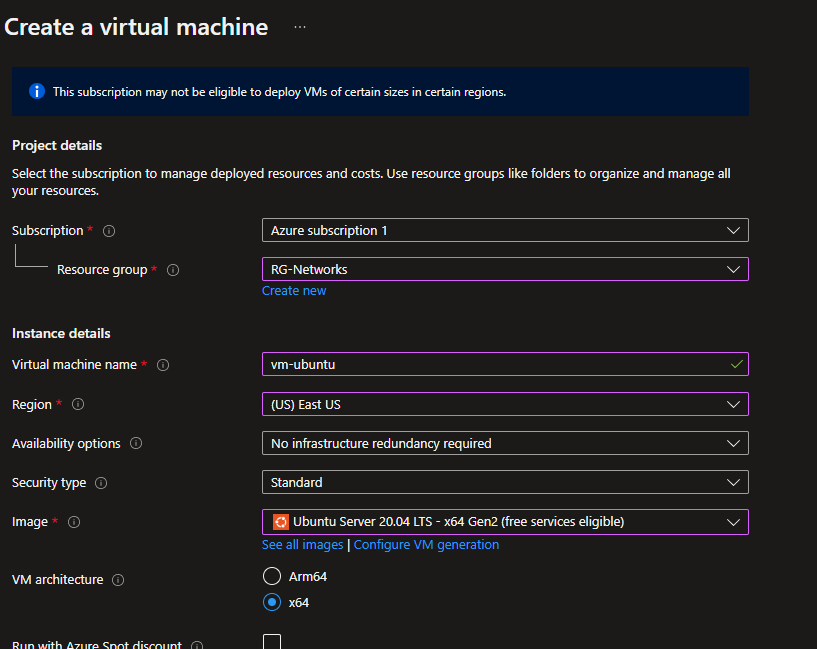 Create a virtual machine ...
This subscription may not be eligible to deploy VMs of certain sizes in certain regions.
Project details
Select the subscription to manage deployed resources and costs. Use resource groups like folders to organize and manage all
your resources.
Subscription * Azure subscription 1
Resource group * RG-Networks
Create new
Instance details
Virtual machine name * vm-ubuntu
Region * (US) East US
Availability options No infrastructure redundancy required
Security type Standard
Image * Ubuntu Server 20.04 LTS - x64 Gen2 (free services eligible)
See all images | Configure VM generation
VM architecture Arm64
x64
Run with Azure Spot discount